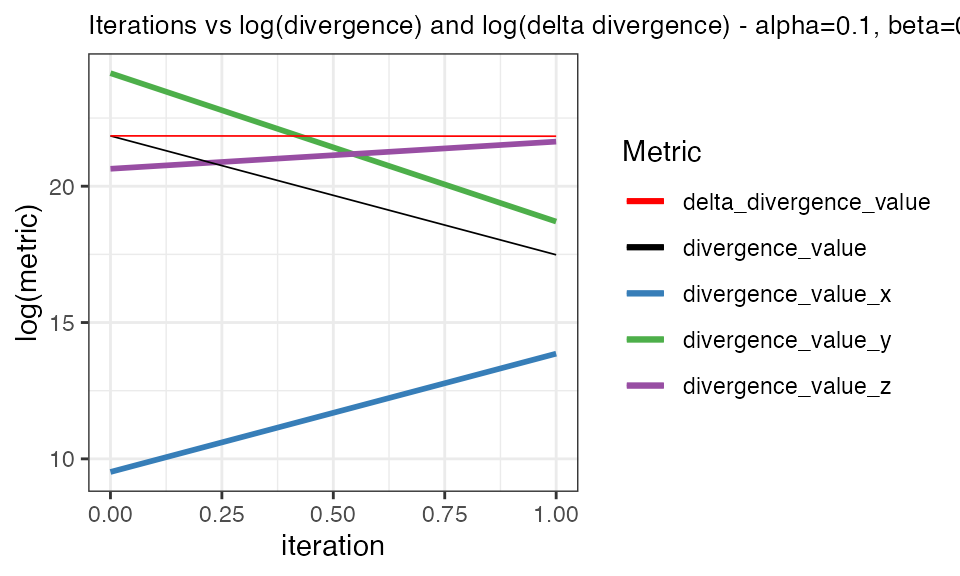 Iterations vs log(divergence) and log(delta divergence) - alpha=0.1, beta=
log(metric)
20
15
10
0.00 0.25 0.50 0.75 1.00
iteration
Metric
delta_divergence_value
divergence_value
divergence_value_x
divergence_value_y
divergence_value_z